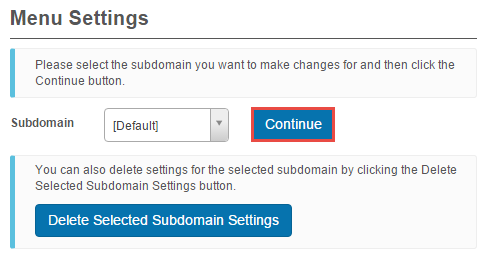 Menu Settings
Please select the subdomain you want to make changes for and then click the
Continue button.
Subdomain [Default] Continue
You can also delete settings for the selected subdomain by clicking the Delete
Selected Subdomain Settings button.
Delete Selected Subdomain Settings